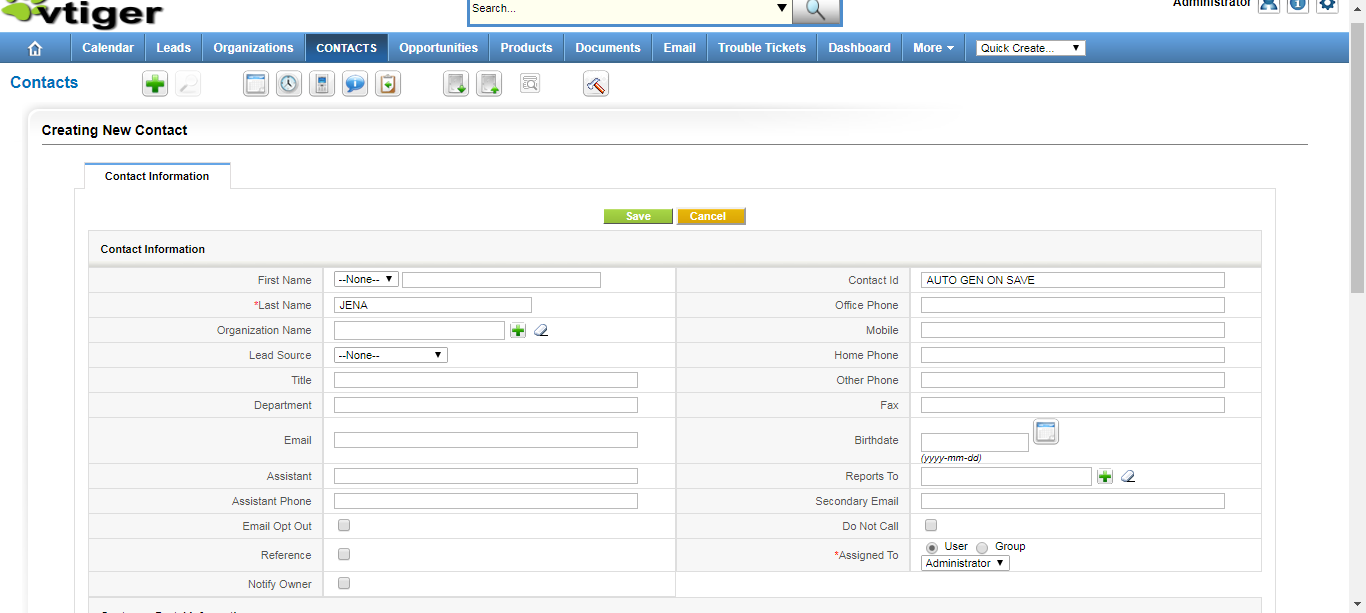 vtiger
Search...
Administrator
Calendar Leads Organizations CONTACTS Opportunities Products Documents Email Trouble Tickets Dashboard More Quick Create...
Contacts
Creating New Contact
Contact Information
Save Cancel
Contact Information
First Name --None-- Contact Id AUTO GEN ON SAVE
*Last Name JENA Office Phone
Organization Name Mobile
Lead Source --None-- Home Phone
Title Other Phone
Department Fax
Email Birthdate
(yyyy-mm-dd)
Assistant Reports To
Assistant Phone Secondary Email
Email Opt Out Do Not Call
Reference *Assigned To User Group
Administrator
Notify Owner